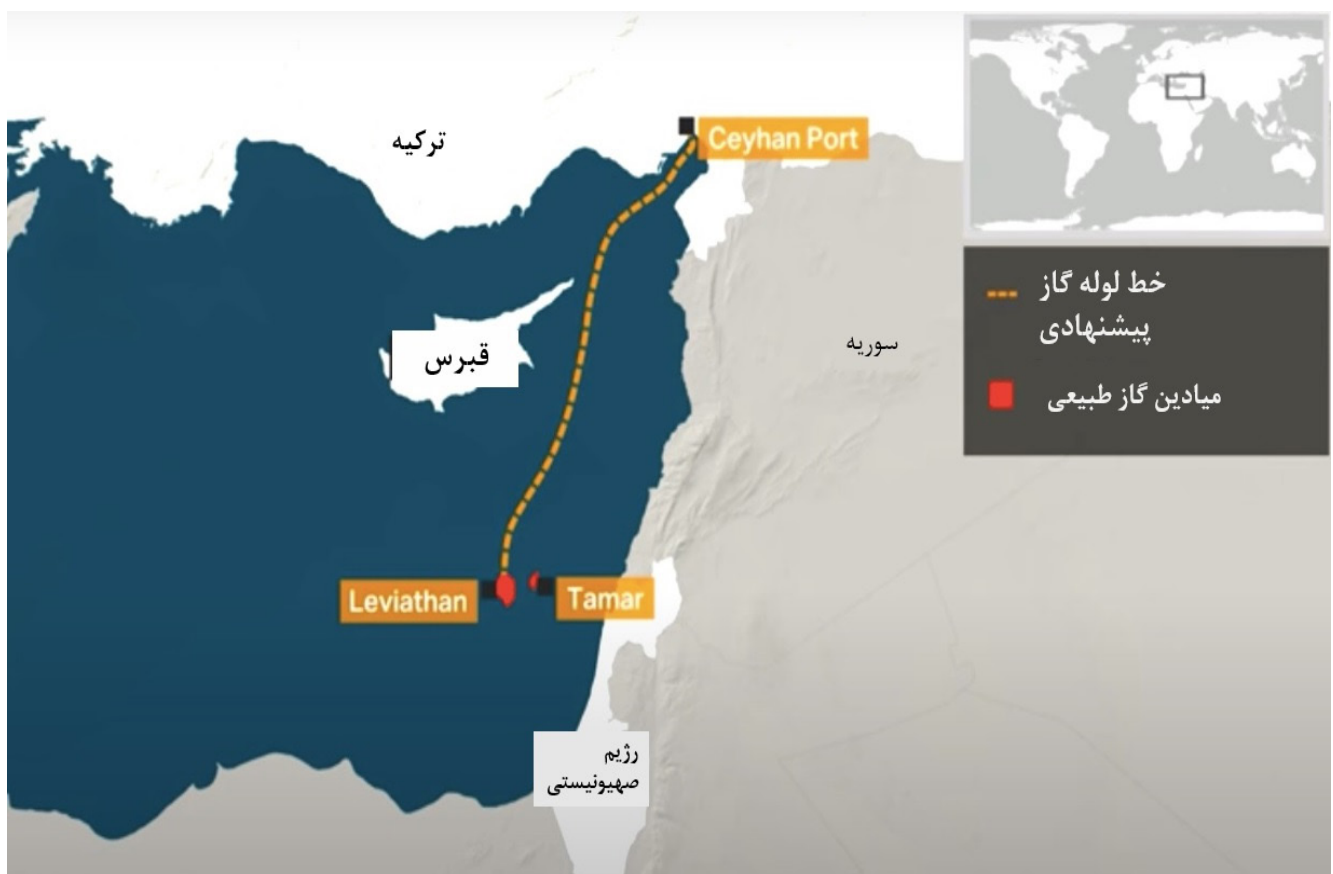 ترکیه
Ceyhan Port
قبرس
سوریه
Leviathan
Tamar
رژیم
صهیونیستی
خط لوله گاز
پیشنهادی
میادین گاز طبیعی